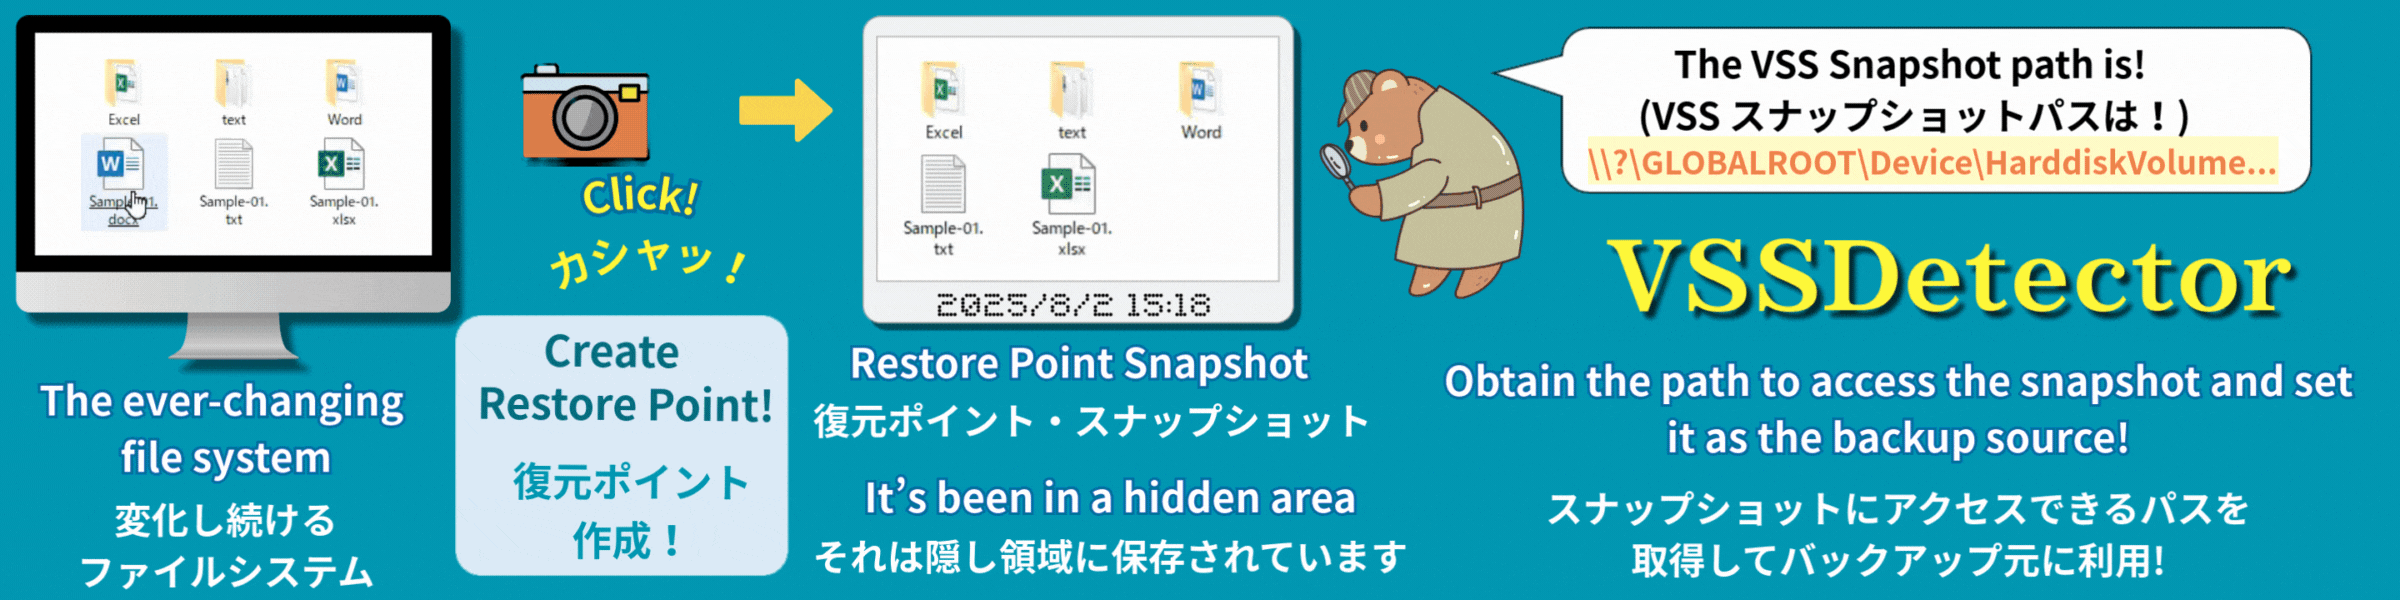 Excel
text
Word
Sample-01.
docx
Sample-01.
txt
Sample-01.
xlsx
The ever-changing
file system
変化し続ける
ファイルシステム
Click!
カシャッ！
Create
Restore Point!
復元ポイント
作成！
Excel
text
Word
Sample-01.
txt
Sample-01.
xlsx
2025/8/2 15:18
Restore Point Snapshot
復元ポイント・スナップショット
It’s been in a hidden area
それは隠し領域に保存されています
The VSS Snapshot path is!
(VSS スナップショットパスは！)
\\?\GLOBALROOT\Device\HarddiskVolume...
VSSDetector
Obtain the path to access the snapshot and set
it as the backup source!
スナップショットにアクセスできるパスを
取得してバックアップ元に利用!